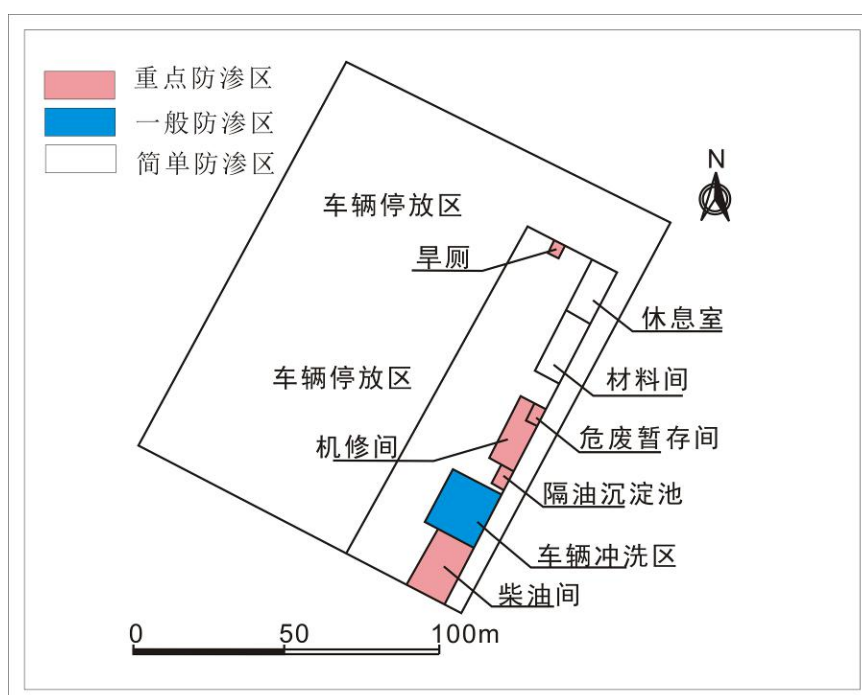 重点防渗区
一般防渗区
简单防渗区
N
车辆停放区
旱厕
休息室
车辆停放区
材料间
机修间
危废暂存间
隔油沉淀池
车辆冲洗区
柴油间
0 50 100m